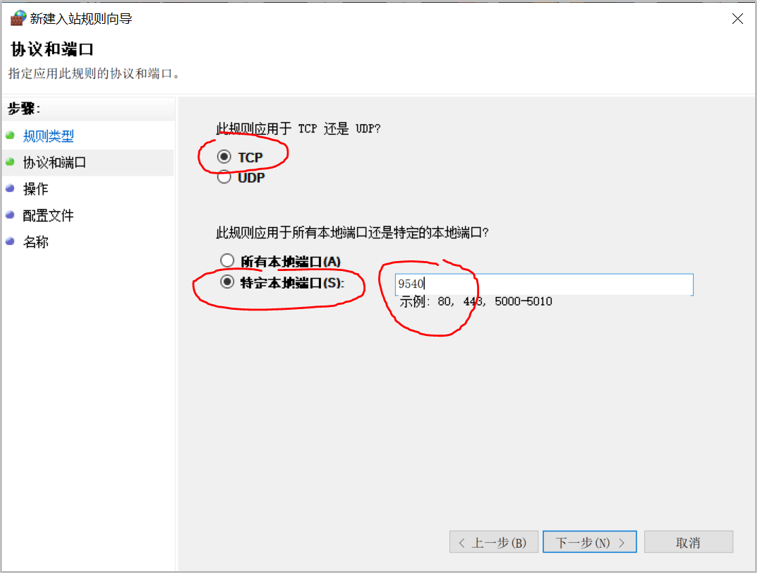 新建入站规则向导
协议和端口
指定应用此规则的协议和端口。
步骤:
规则类型
协议和端口
操作
配置文件
名称
此规则应用于 TCP 还是 UDP?
TCP
UDP
此规则应用于所有本地端口还是特定的本地端口?
所有本地端口(A)
特定本地端口(S):
9540
示例: 80, 443, 5000-5010
< 上一步(B)
下一步(N) >
取消